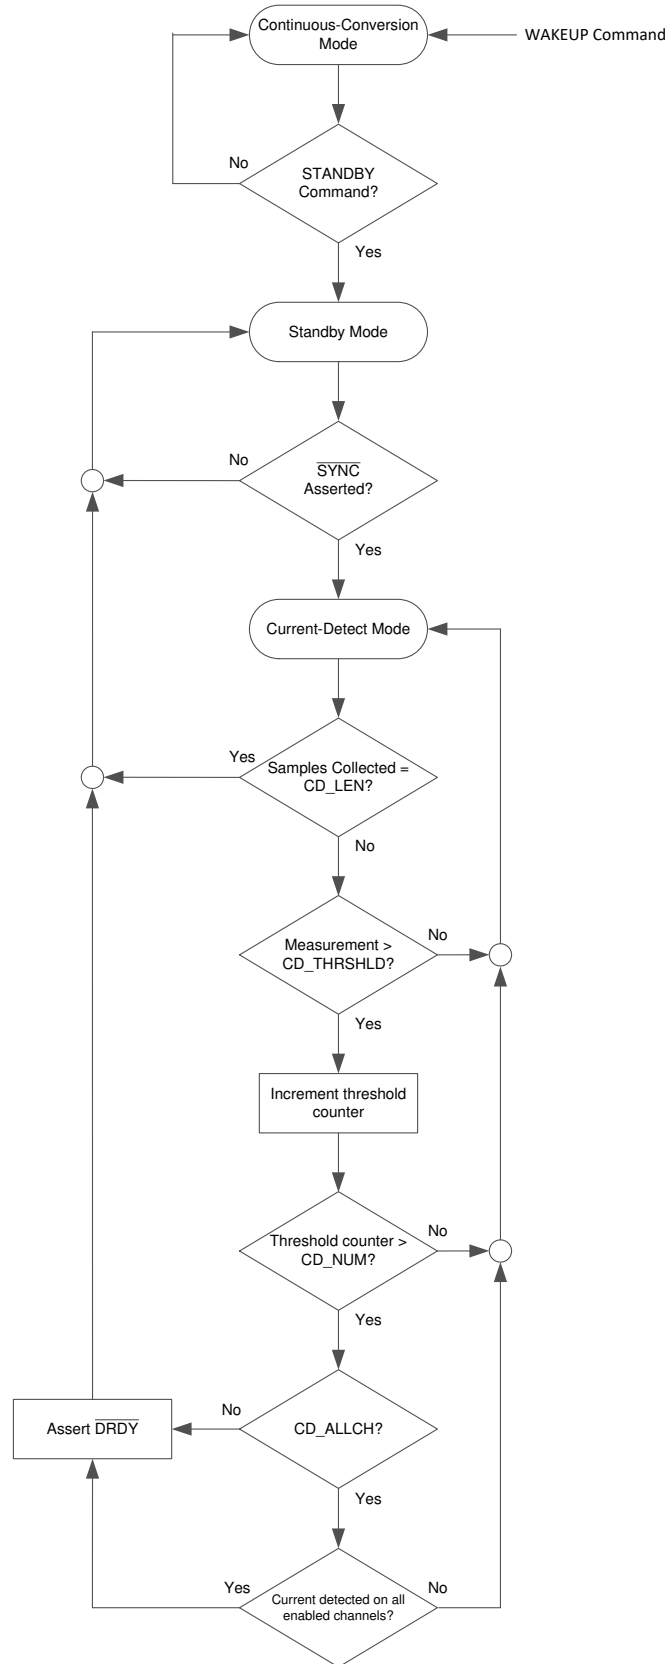 Continuous-Conversion
Mode
WAKEUP Command
No
STANDBY
Command?
Yes
Standby Mode
No
SYNC
Asserted?
Yes
Current-Detect Mode
Yes
Samples Collected =
CD_LEN?
No
Measurement >
CD_THRSHLD?
No
Yes
Increment threshold
counter
Threshold counter >
CD_NUM?
No
Yes
Assert DRDY
No
CD_ALLCH?
Yes
Yes
Current detected on all
enabled channels?
No